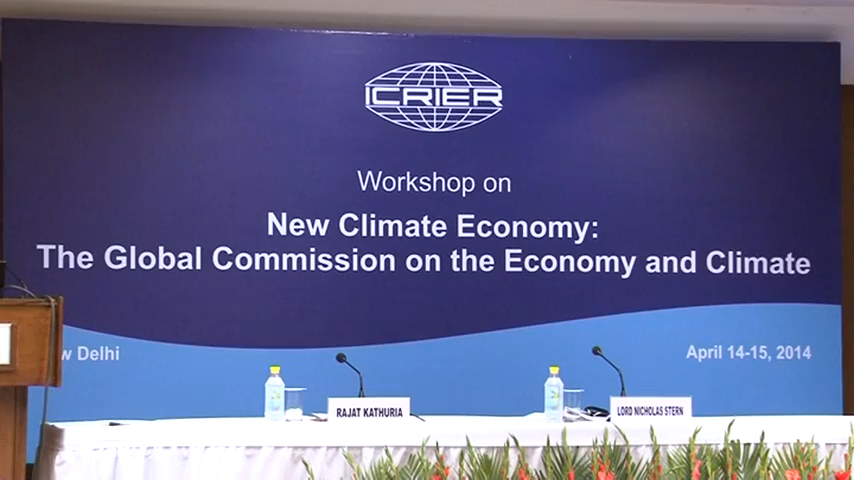 ICRIER
Workshop on
New Climate Economy:
The Global Commission on the Economy and Climate
Delhi
April 14-15, 2014
RAJAT KATHURIA
LORD NICHOLAS STERN